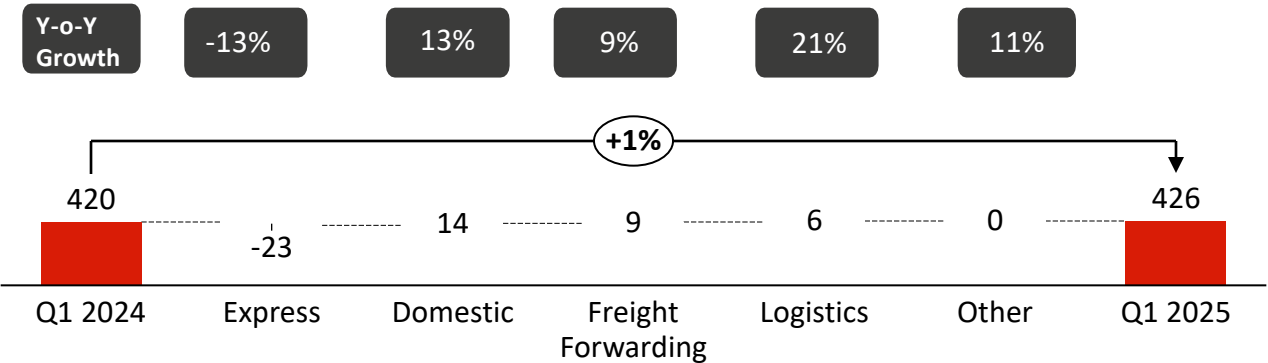 Y-o-Y
Growth
-13%
13%
9%
21%
11%
+1%
420
-23
14
9
6
0
426
Q1 2024
Express
Domestic
Freight
Forwarding
Logistics
Other
Q1 2025